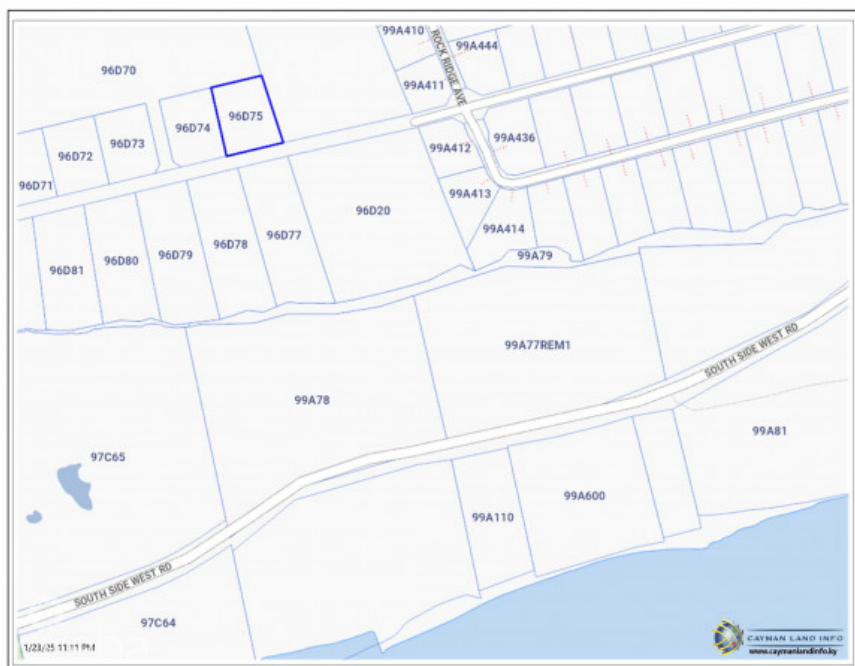 99A410
ROCK RIDGE AVE
99A444
96D70
99A411
96D75
96D74
96D73
99A436
96D72
99A412
96D71
99A413
96D20
99A414
96D77
96D78
96D79
96D80
96D81
99A79
SOUTH SIDE WEST RD
99A77REM1
99A78
99A81
97C65
99A600
99A110
SOUTH SIDE WEST RD
97C64
1/23/25 11:11 PM
CAYMAN LAND INFO
www.caymanlandinfo.ky